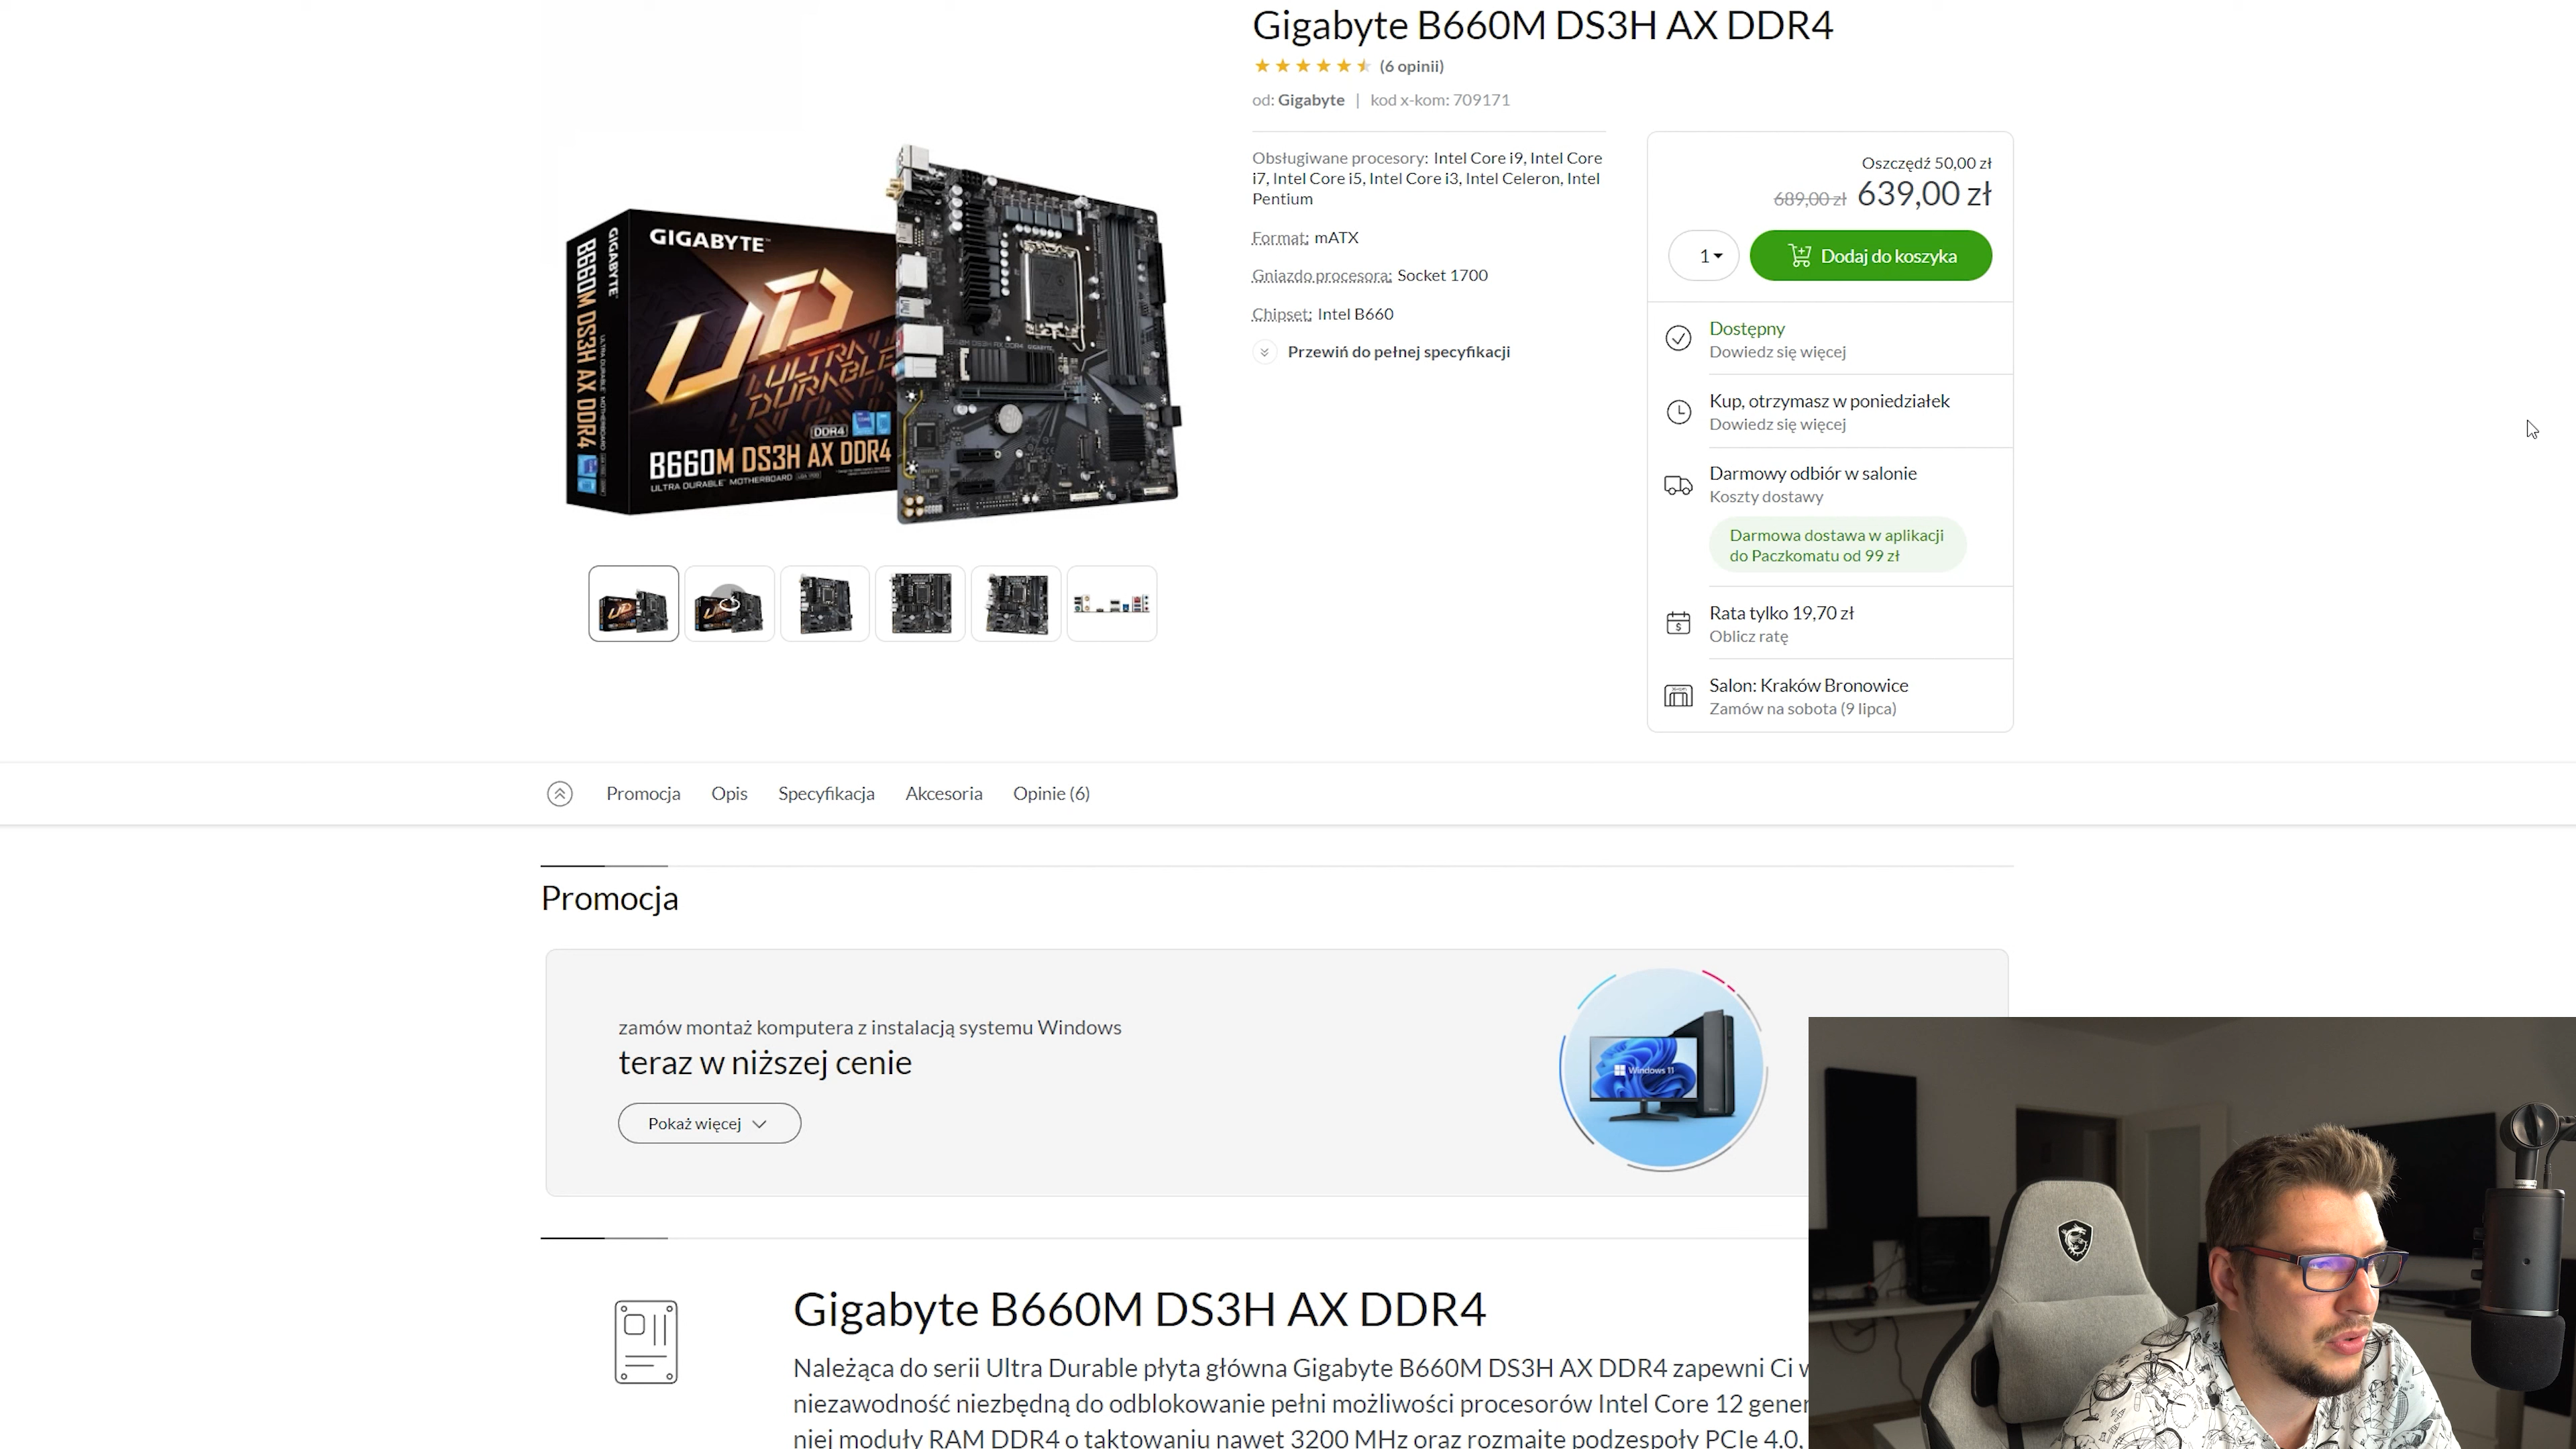 Gigabyte B660M DS3H AX DDR4
(6 opinii)
od: Gigabyte | kod x-kom: 709171
Obsługiwane procesory: Intel Core i9, Intel Core
i7, Intel Core i5, Intel Core i3, Intel Celeron, Intel
Pentium
Format: mATX
Gniazdo procesora: Socket 1700
Chipset: Intel B660
Przewiń do pełnej specyfikacji
Oszczędź 50,00 zł
689,00 zł 639,00 zł
1
Dodaj do koszyka
Dostępny
Dowiedz się więcej
Kup, otrzymasz w poniedziałek
Dowiedz się więcej
Darmowy odbiór w salonie
Koszty dostawy
Darmowa dostawa w aplikacji
do Paczkomatu od 99 zł
Rata tylko 19,70 zł
Oblicz ratę
Salon: Kraków Bronowice
Zamów na sobota (9 lipca)
GIGABYTE
UD
ULTRA
DURABLE
DDR4
B660M DS3H AX DDR4
ULTRA DURABLE MOTHERBOARD
GIGABYTE
B660M DS3H AX DDR4
Promocja
Opis
Specyfikacja
Akcesoria
Opinie (6)
Promocja
zamów montaż komputera z instalacją systemu Windows
teraz w niższej cenie
Pokaż więcej
Windows 11
Gigabyte B660M DS3H AX DDR4
Należąca do serii Ultra Durable płyta główna Gigabyte B660M DS3H AX DDR4 zapewni Ci
niezawodność niezbędną do odblokowanie pełni możliwości procesorów Intel Core 12
niej moduły RAM DDR4 o taktowaniu nawet 3200 MHz oraz rozmaite podzespoły PCIe 4.0,